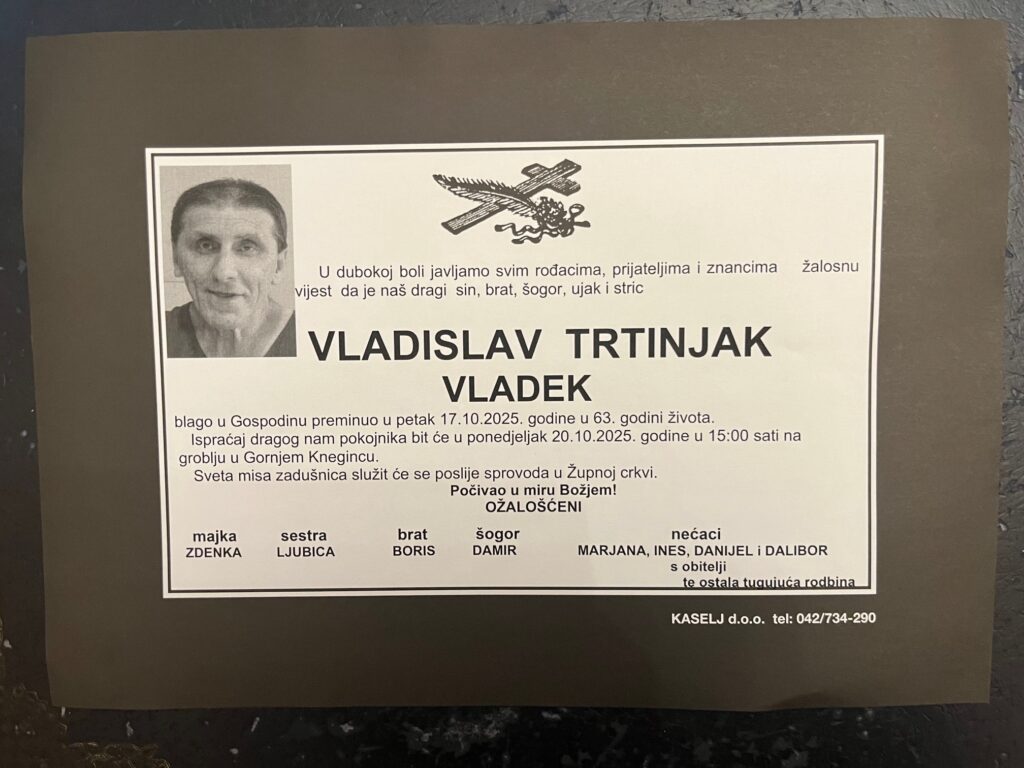 U dubokoj boli javljamo svim rođacima, prijateljima i znancima žalosnu
vijest da je naš dragi sin, brat, šogor, ujak i stric
VLADISLAV TRTINJAK
VLADEK
blago u Gospodinu preminuo u petak 17.10.2025. godine u 63. godini života.
Ispraćaj dragog nam pokojnika bit će u ponedjeljak 20.10.2025. godine u 15:00 sati na
groblju u Gornjem Knegincu.
Sveta misa zadušnica služit će se poslije sprovoda u Župnoj crkvi.
Počivao u miru Božjem!
OŽALOŠĆENI
majka sestra brat šogor nećaci
ZDENKA LJUBICA BORIS DAMIR MARJANA, INES, DANIJEL i DALIBOR
s obitelji
te ostala tugujuća rodbina
KASELJ d.o.o. tel: 042/734-290